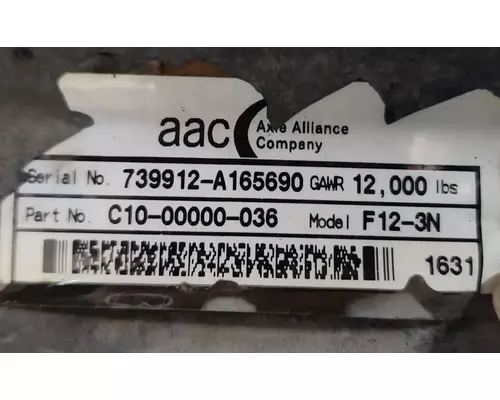 aac Axle Alliance
Company
Serial No. 739912-A165690 GAWR 12,000 lbs
Part No. C10-00000-036 Model F12-3N
1631